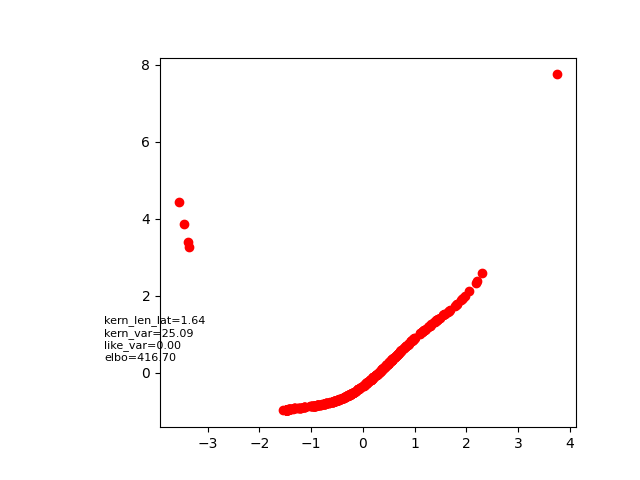 8
6
4
2
0
kern_len_lat=1.64
kern_var=25.09
like_var=0.00
elbo=416.70
−3 −2 −1 0 1 2 3 4